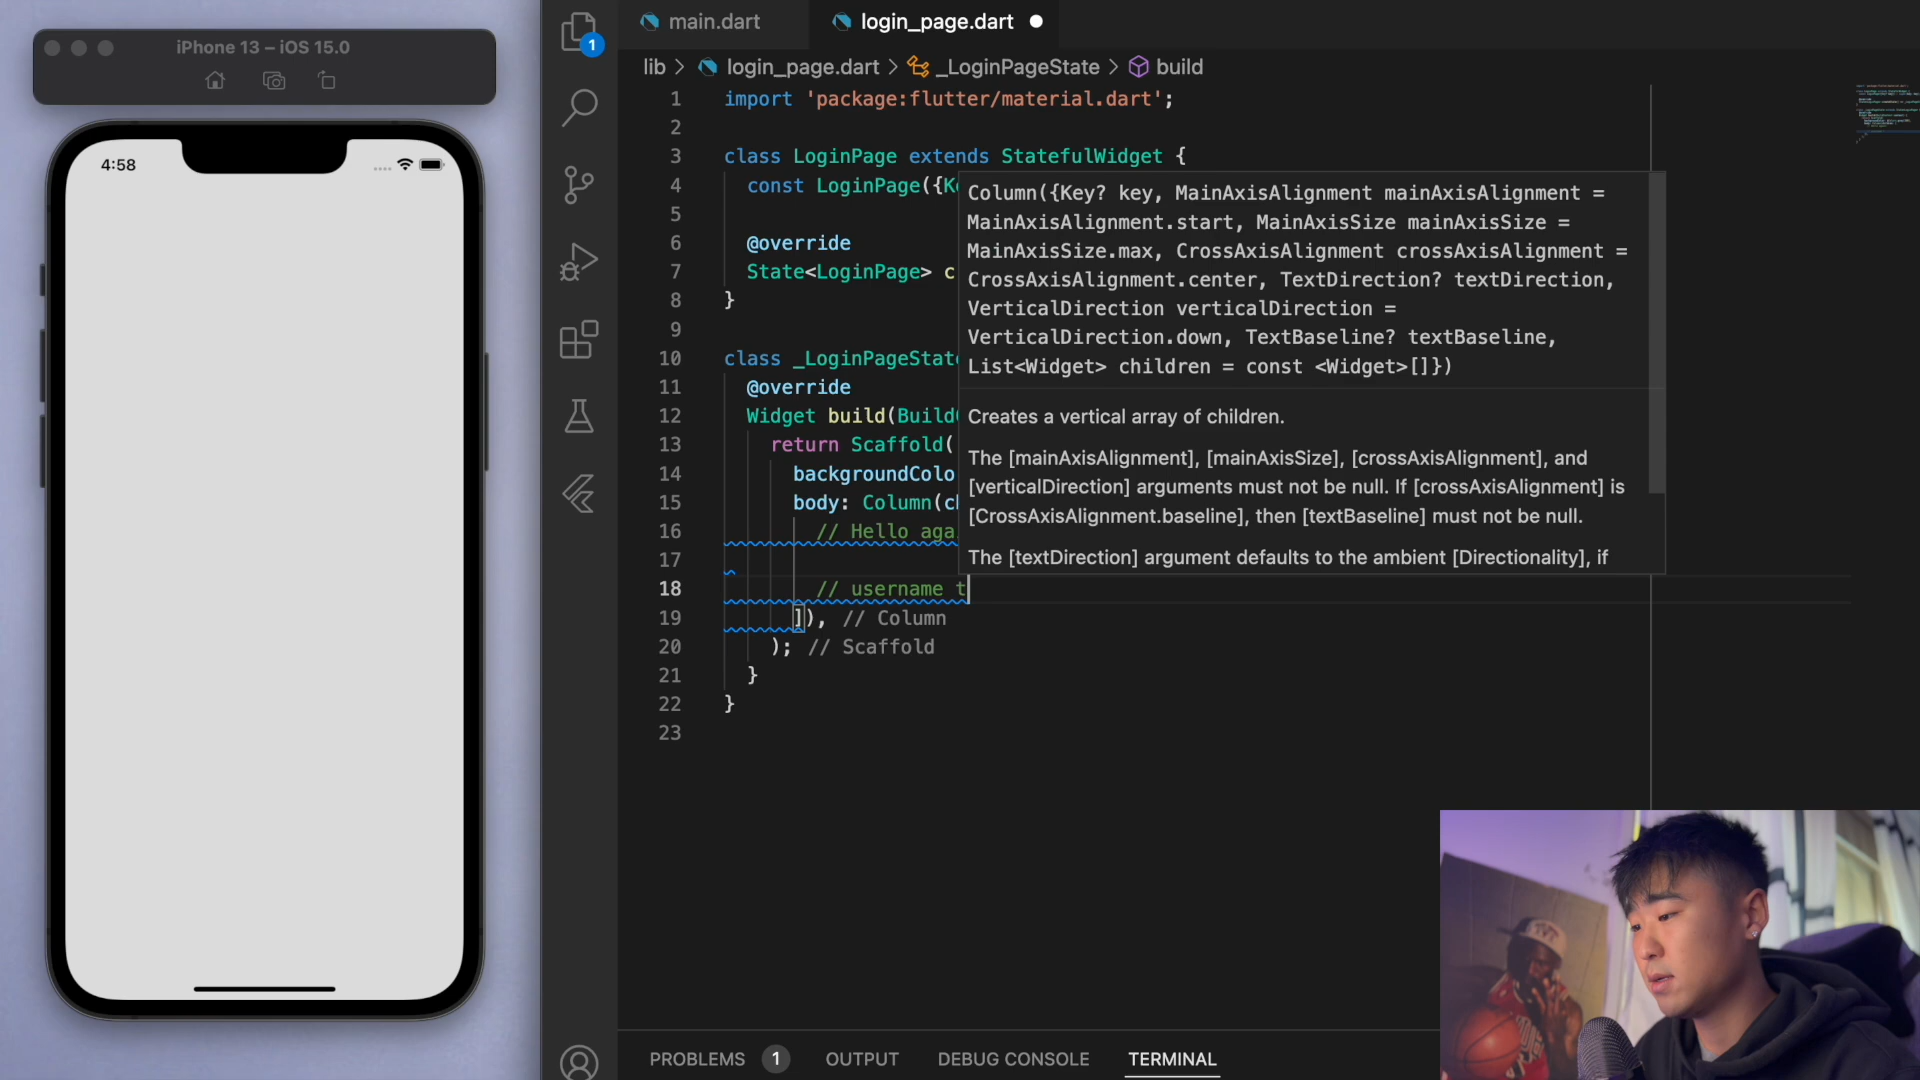 iPhone 13 – iOS 15.0
4:58
1
main.dart
login_page.dart
lib > login_page.dart > _LoginPageState > build
1 import 'package:flutter/material.dart';
2
3 class LoginPage extends StatefulWidget {
4 const LoginPage({K
5
6 @override
7 State<LoginPage> c
8 }
9
10 class _LoginPageState
11 @override
12 Widget build(Build
13 return Scaffold(
14 backgroundColo
15 body: Column(c
16 // Hello aga
17
18 // username t
19 ]), // Column
20 ); // Scaffold
21 }
22 }
23
Column({Key? key, MainAxisAlignment mainAxisAlignment =
MainAxisAlignment.start, MainAxisSize mainAxisSize =
MainAxisSize.max, CrossAxisAlignment crossAxisAlignment =
CrossAxisAlignment.center, TextDirection? textDirection,
VerticalDirection verticalDirection =
VerticalDirection.down, TextBaseline? textBaseline,
List<Widget> children = const <Widget>[]})
Creates a vertical array of children.
The [mainAxisAlignment], [mainAxisSize], [crossAxisAlignment], and
[verticalDirection] arguments must not be null. If [crossAxisAlignment] is
[CrossAxisAlignment.baseline], then [textBaseline] must not be null.
The [textDirection] argument defaults to the ambient [Directionality], if
PROBLEMS 1 OUTPUT DEBUG CONSOLE TERMINAL